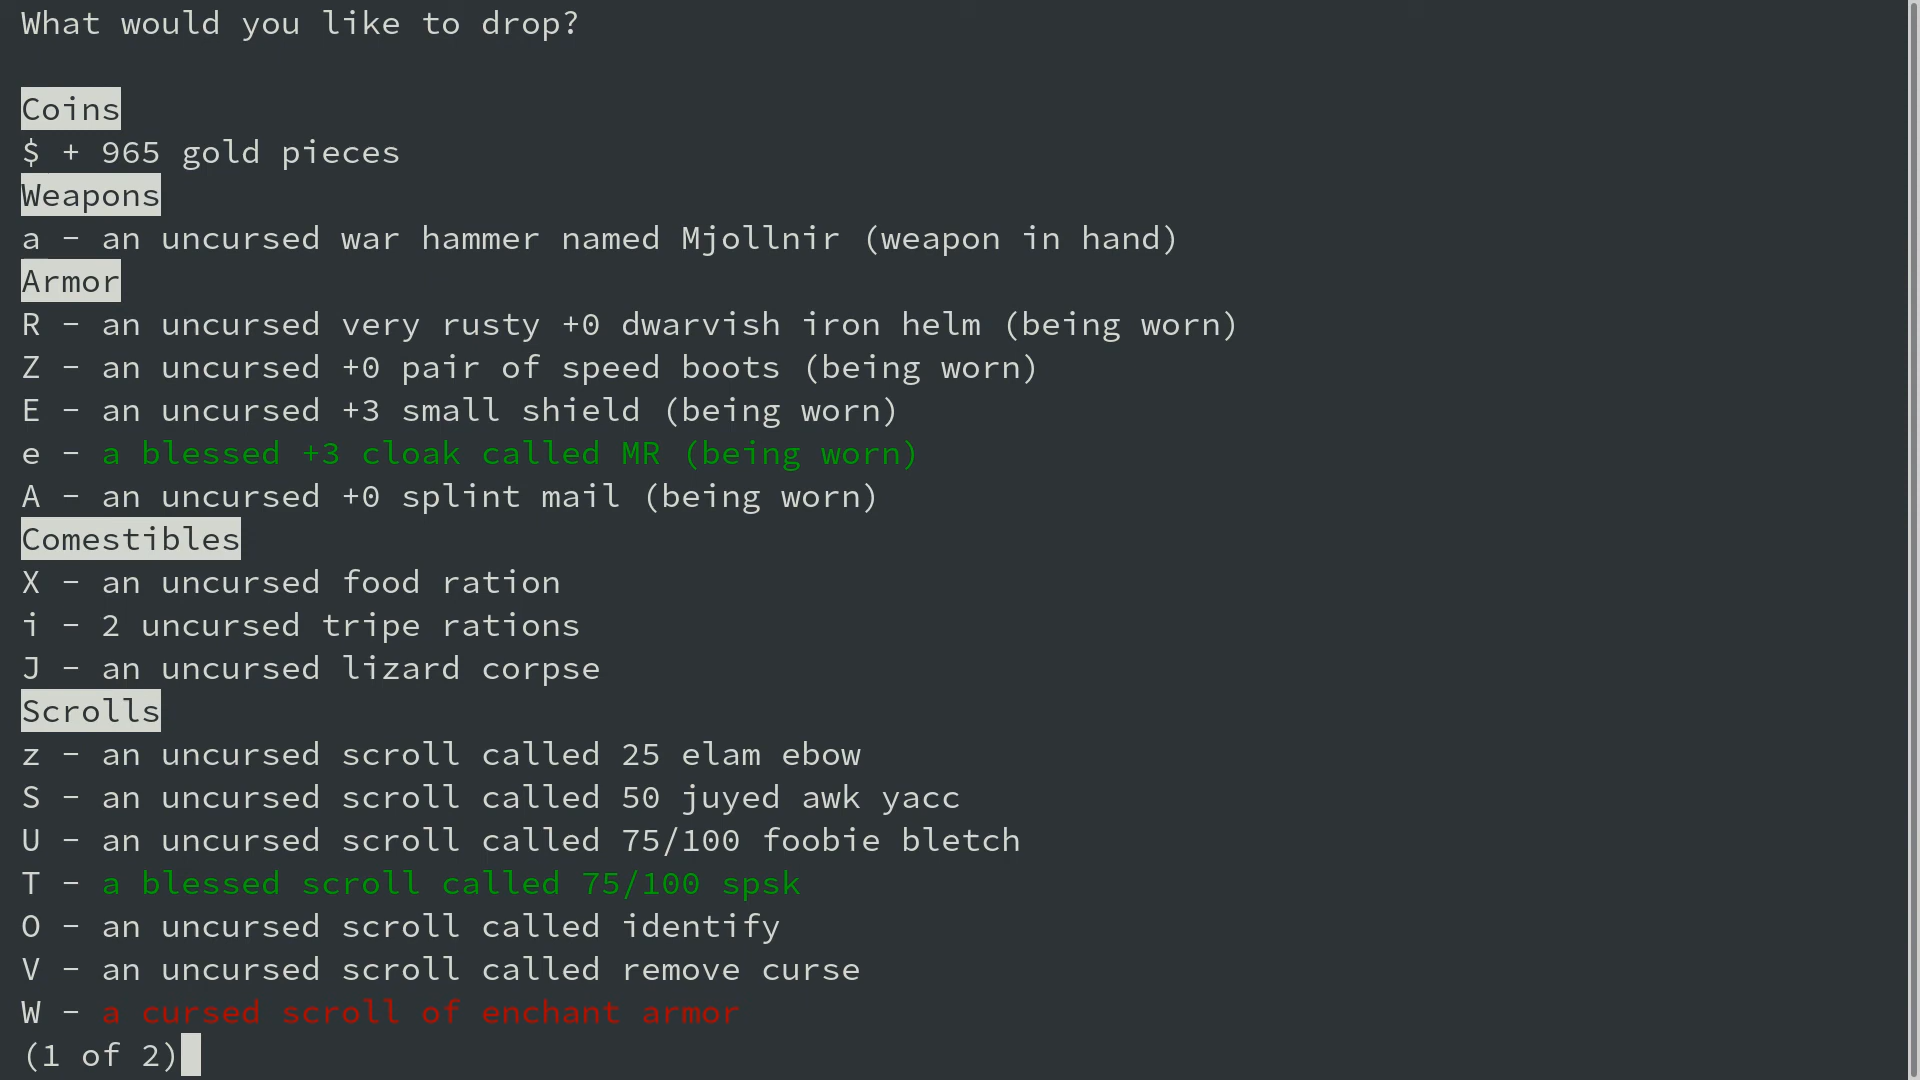 What would you like to drop?
Coins
$ + 965 gold pieces
Weapons
a - an uncursed war hammer named Mjollnir (weapon in hand)
Armor
R - an uncursed very rusty +0 dwarvish iron helm (being worn)
Z - an uncursed +0 pair of speed boots (being worn)
E - an uncursed +3 small shield (being worn)
e - a blessed +3 cloak called MR (being worn)
A - an uncursed +0 splint mail (being worn)
Comestibles
X - an uncursed food ration
i - 2 uncursed tripe rations
J - an uncursed lizard corpse
Scrolls
z - an uncursed scroll called 25 elam ebow
S - an uncursed scroll called 50 juyed awk yacc
U - an uncursed scroll called 75/100 foobie bletch
T - a blessed scroll called 75/100 spsk
O - an uncursed scroll called identify
V - an uncursed scroll called remove curse
W - a cursed scroll of enchant armor
(1 of 2)